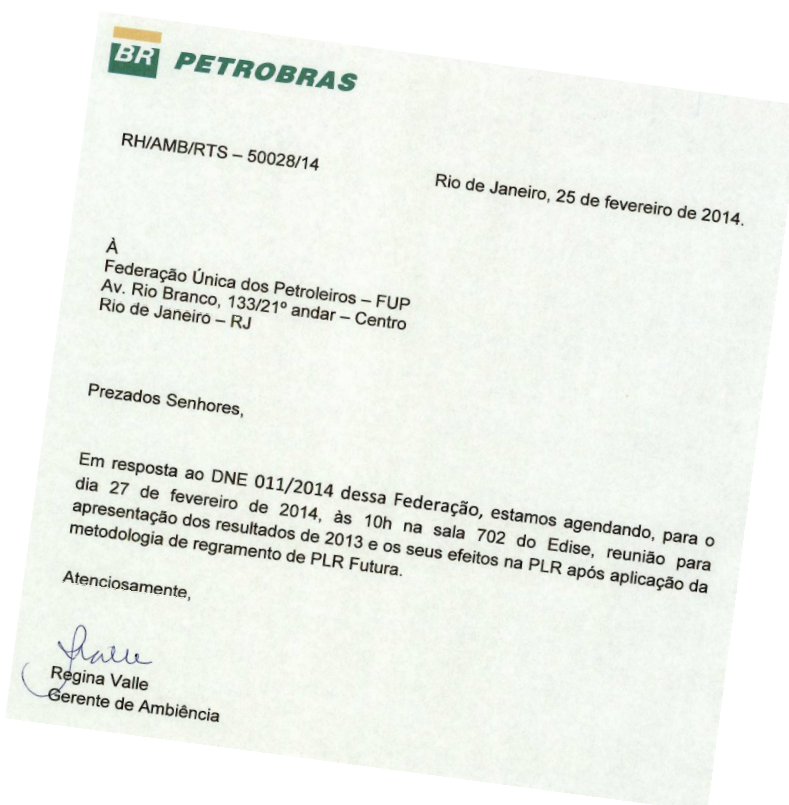 BR PETROBRAS
RH/AMB/RTS – 50028/14
Rio de Janeiro, 25 de fevereiro de 2014.
À
Federação Única dos Petroleiros – FUP
Av. Rio Branco, 133/21º andar – Centro
Rio de Janeiro – RJ
Prezados Senhores,
Em resposta ao DNE 011/2014 dessa Federação, estamos agendando, para o
dia 27 de fevereiro de 2014, às 10h na sala 702 do Edise, reunião para
apresentação dos resultados de 2013 e os seus efeitos na PLR após aplicação da
metodologia de regramento de PLR Futura.
Atenciosamente,
Regina Valle
Gerente de Ambiência